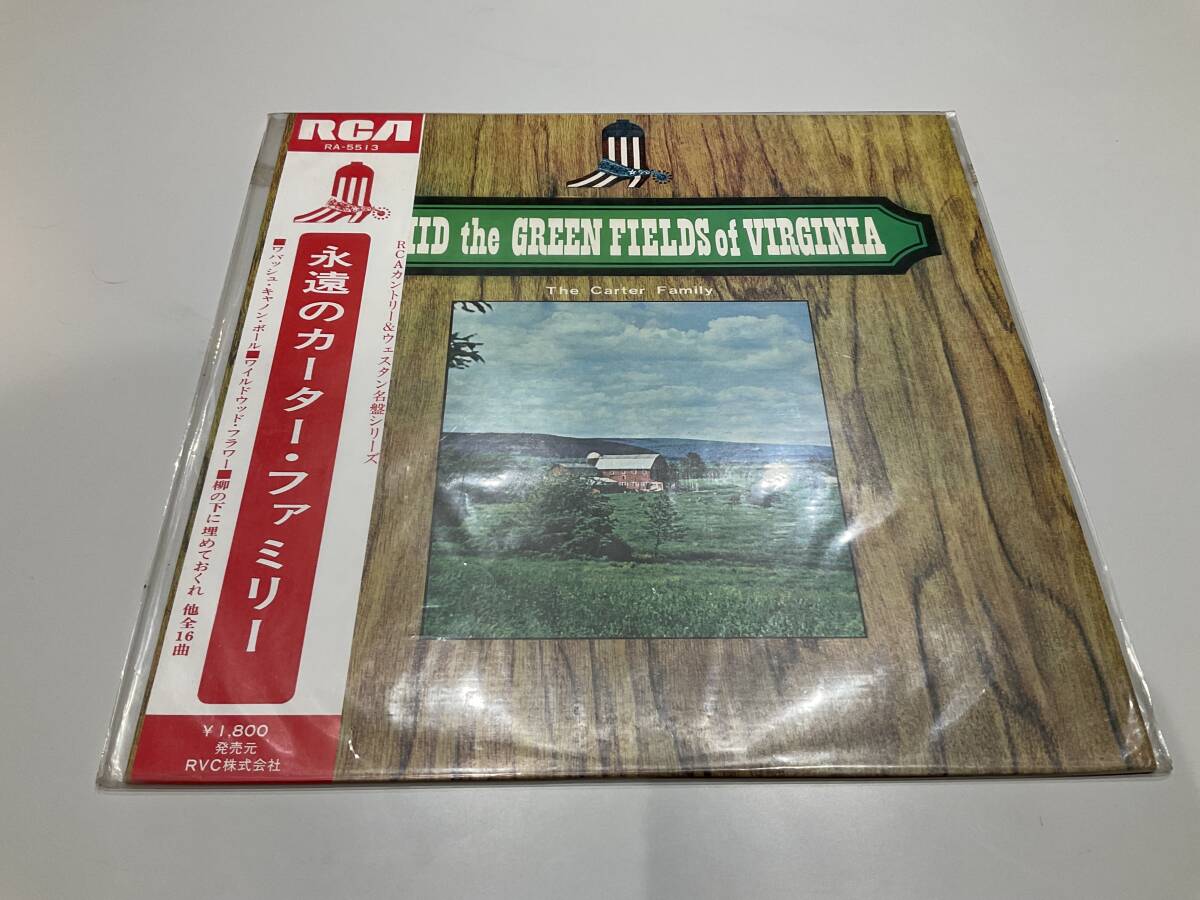 RCA
RA-5513
RCAカントリー&ウェスタン名盤シリーズ
永遠のカーター・ファミリー
■ワバッシュ・キャノン・ボール■ワイルドウッド・フラワー■柳の下に埋めておくれ 他全16曲
¥1,800
発売元
RVC株式会社
the GREEN FIELDS of VIRGINIA
The Carter Family